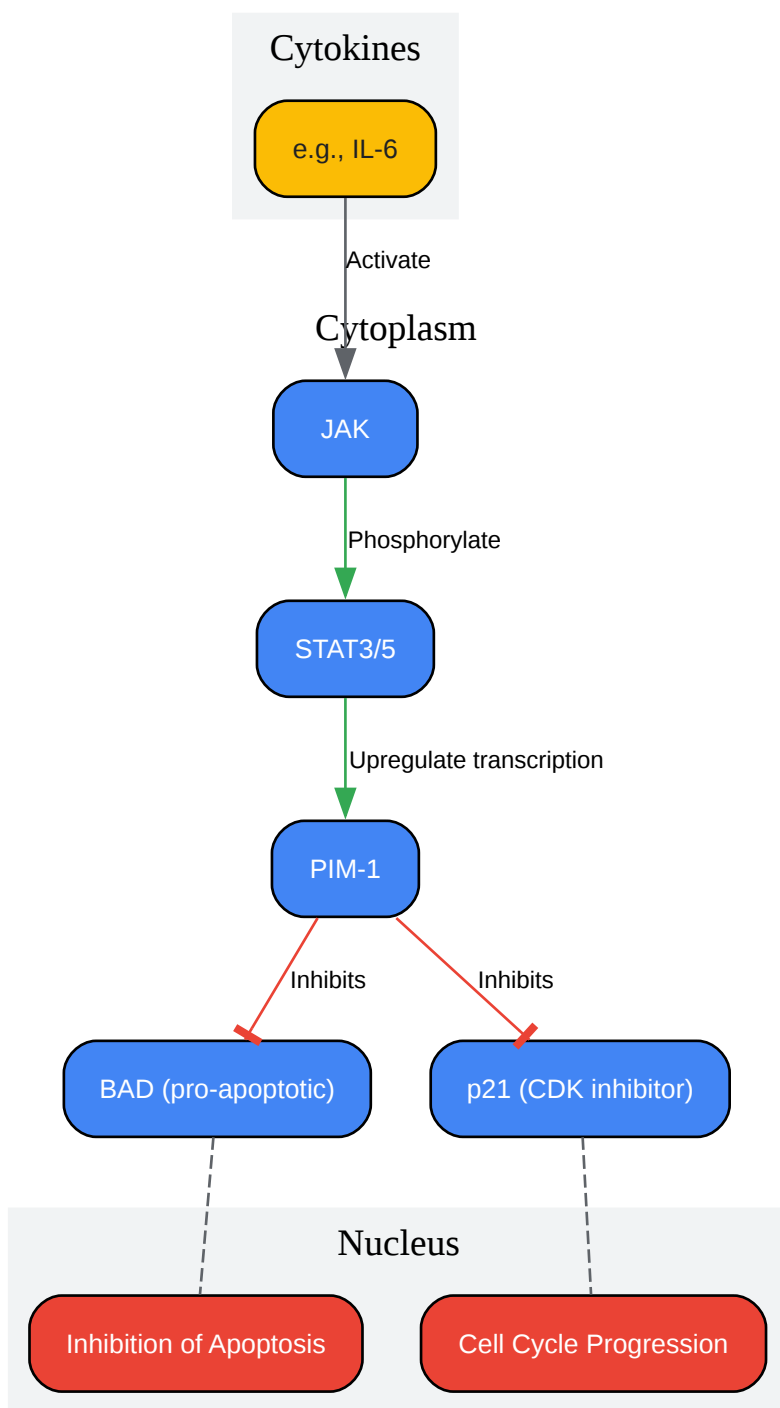 Cytokines
e.g., IL-6
Activate
Cytoplasm
JAK
Phosphorylate
STAT3/5
Upregulate transcription
PIM-1
Inhibits
Inhibits
BAD (pro-apoptotic)
p21 (CDK inhibitor)
Nucleus
Inhibition of Apoptosis
Cell Cycle Progression